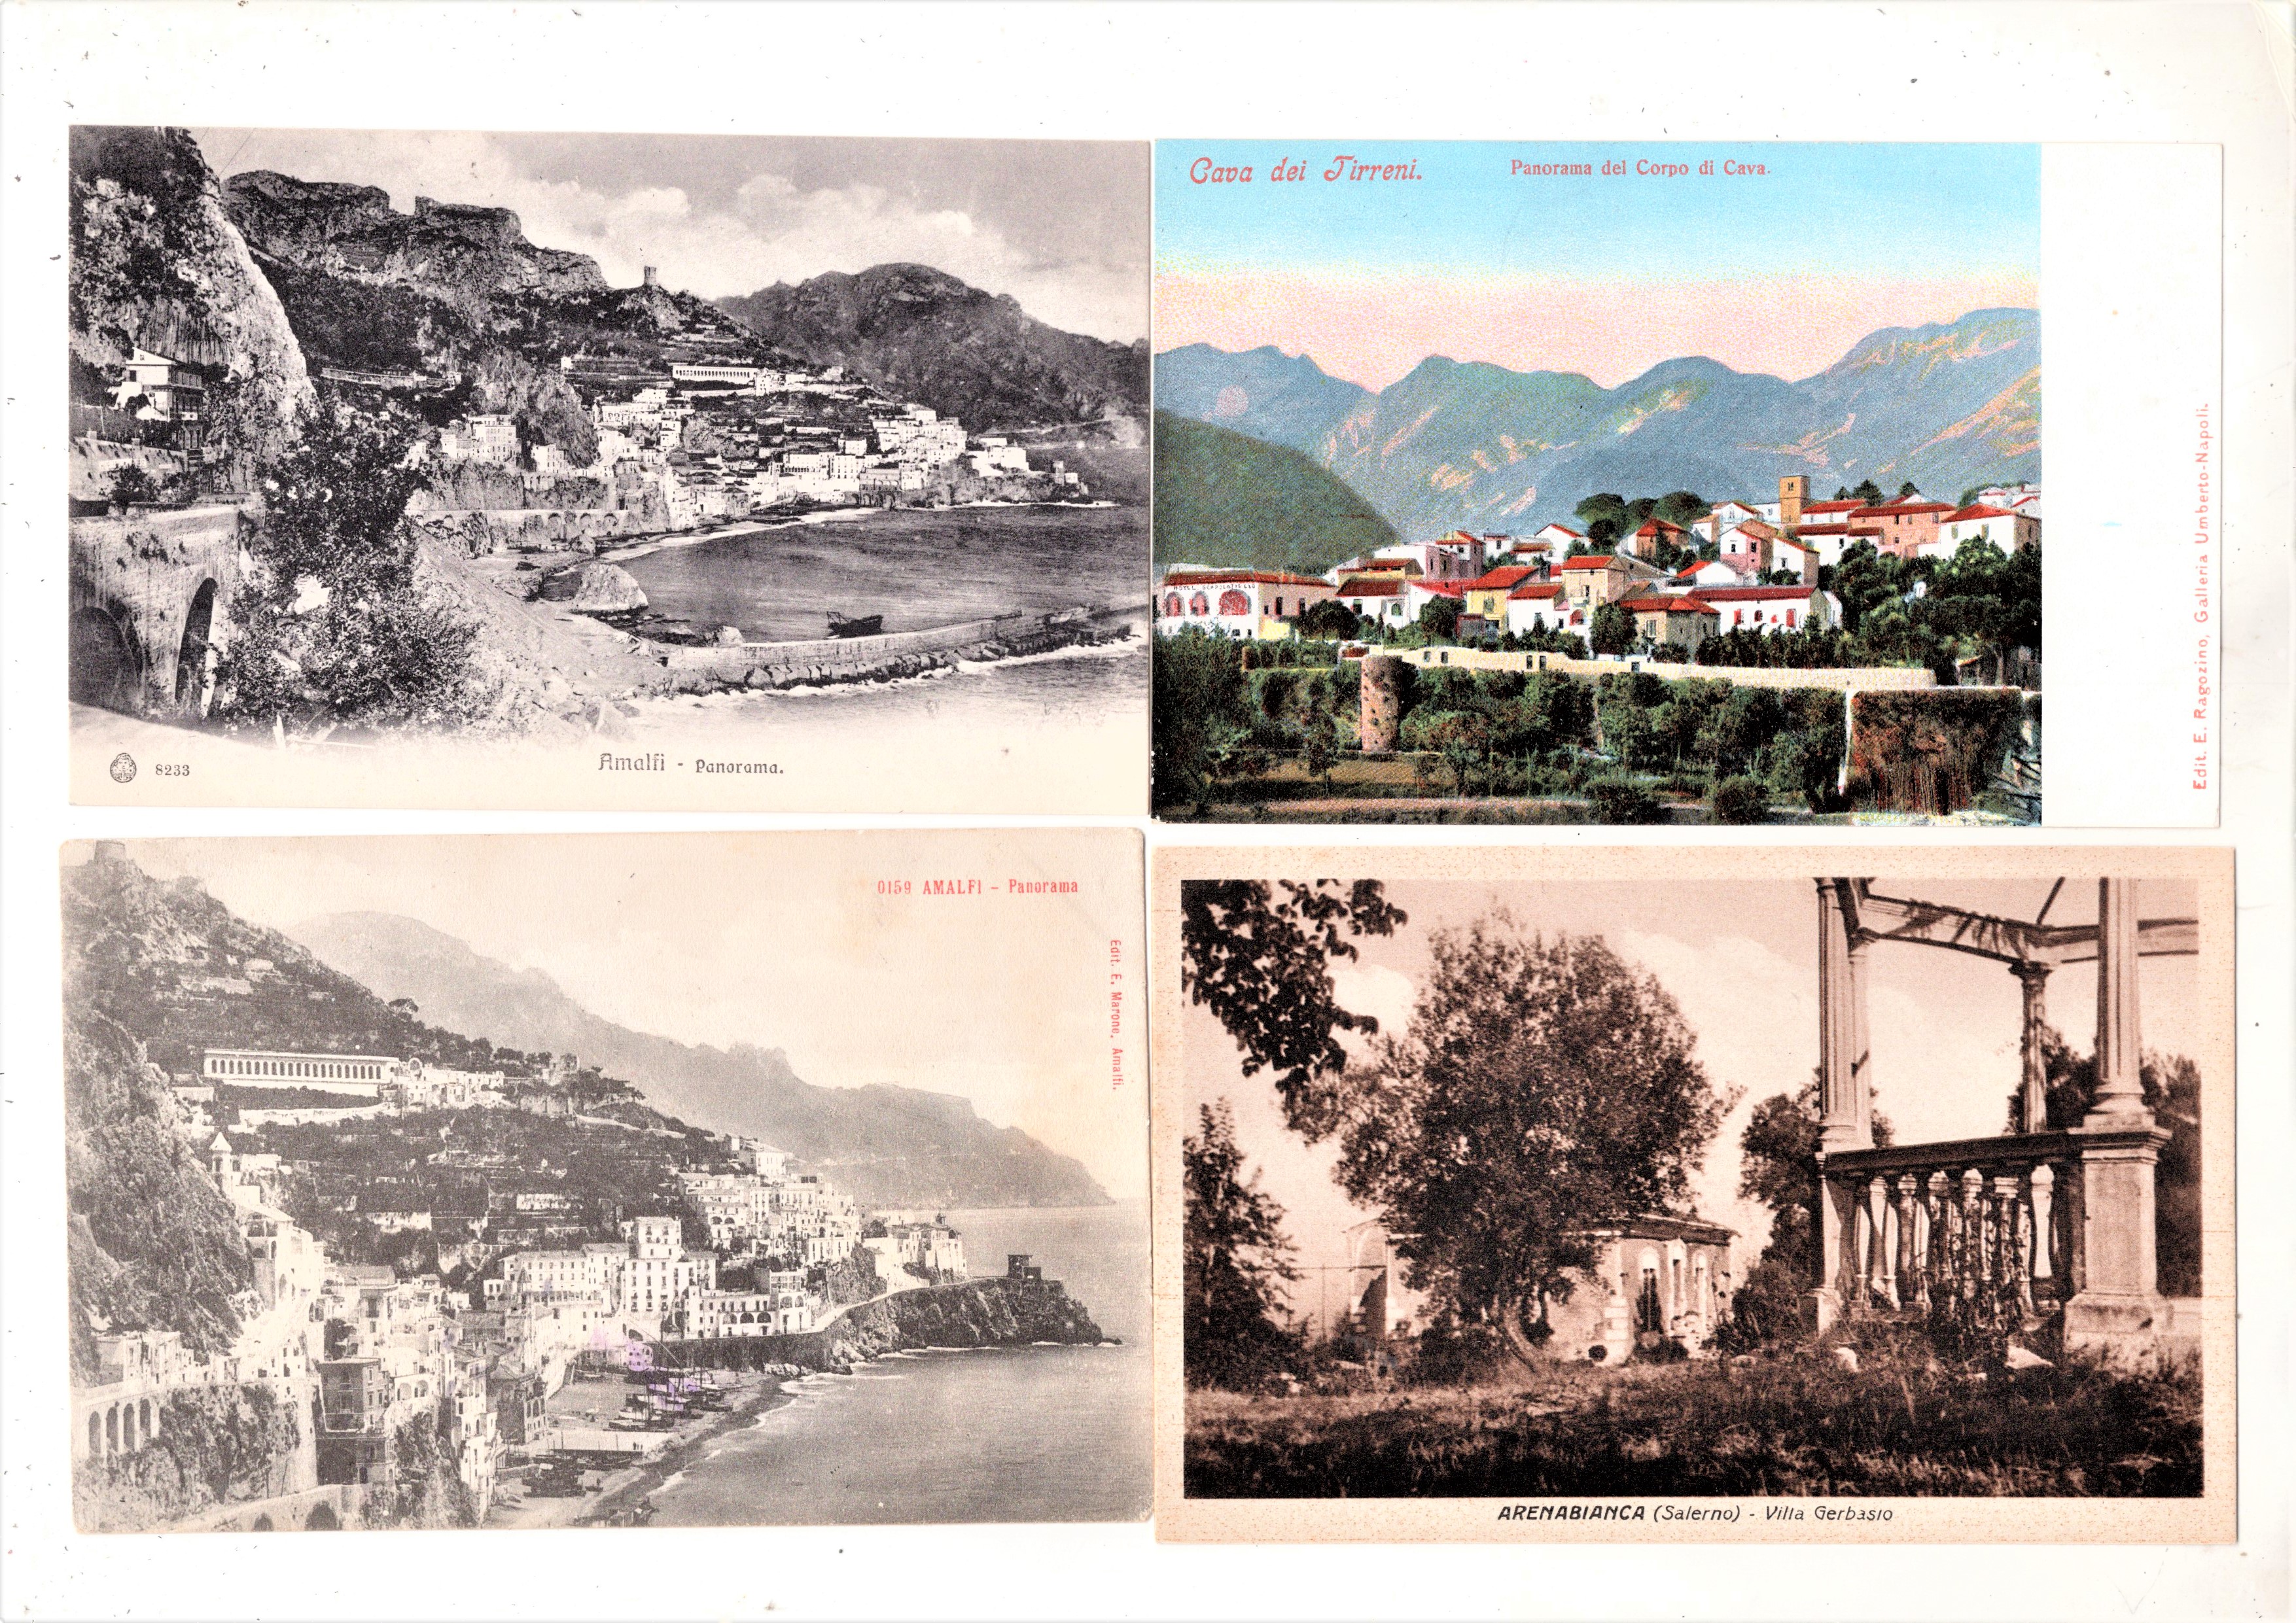 Amalfi - Panorama.
8233
Cava dei Tirreni.
Panorama del Corpo di Cava.
Edit. E. Ragozino, Galleria Umberto-Napoli.
0159 AMALFI - Panorama
Edit. E. Marone, Amalfi.
ARENABIANCA (Salerno) - Villa Gerbasio